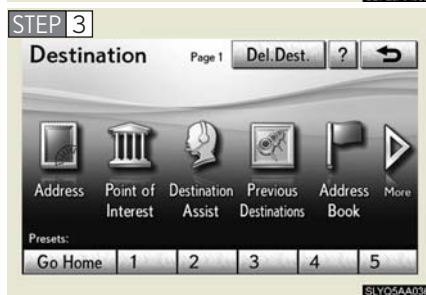 STEP 3
Destination Page 1 Del.Dest. ?
Address Point of Interest Destination Assist Previous Destinations Address Book More
Presets:
Go Home 1 2 3 4 5
SLYO5AA036